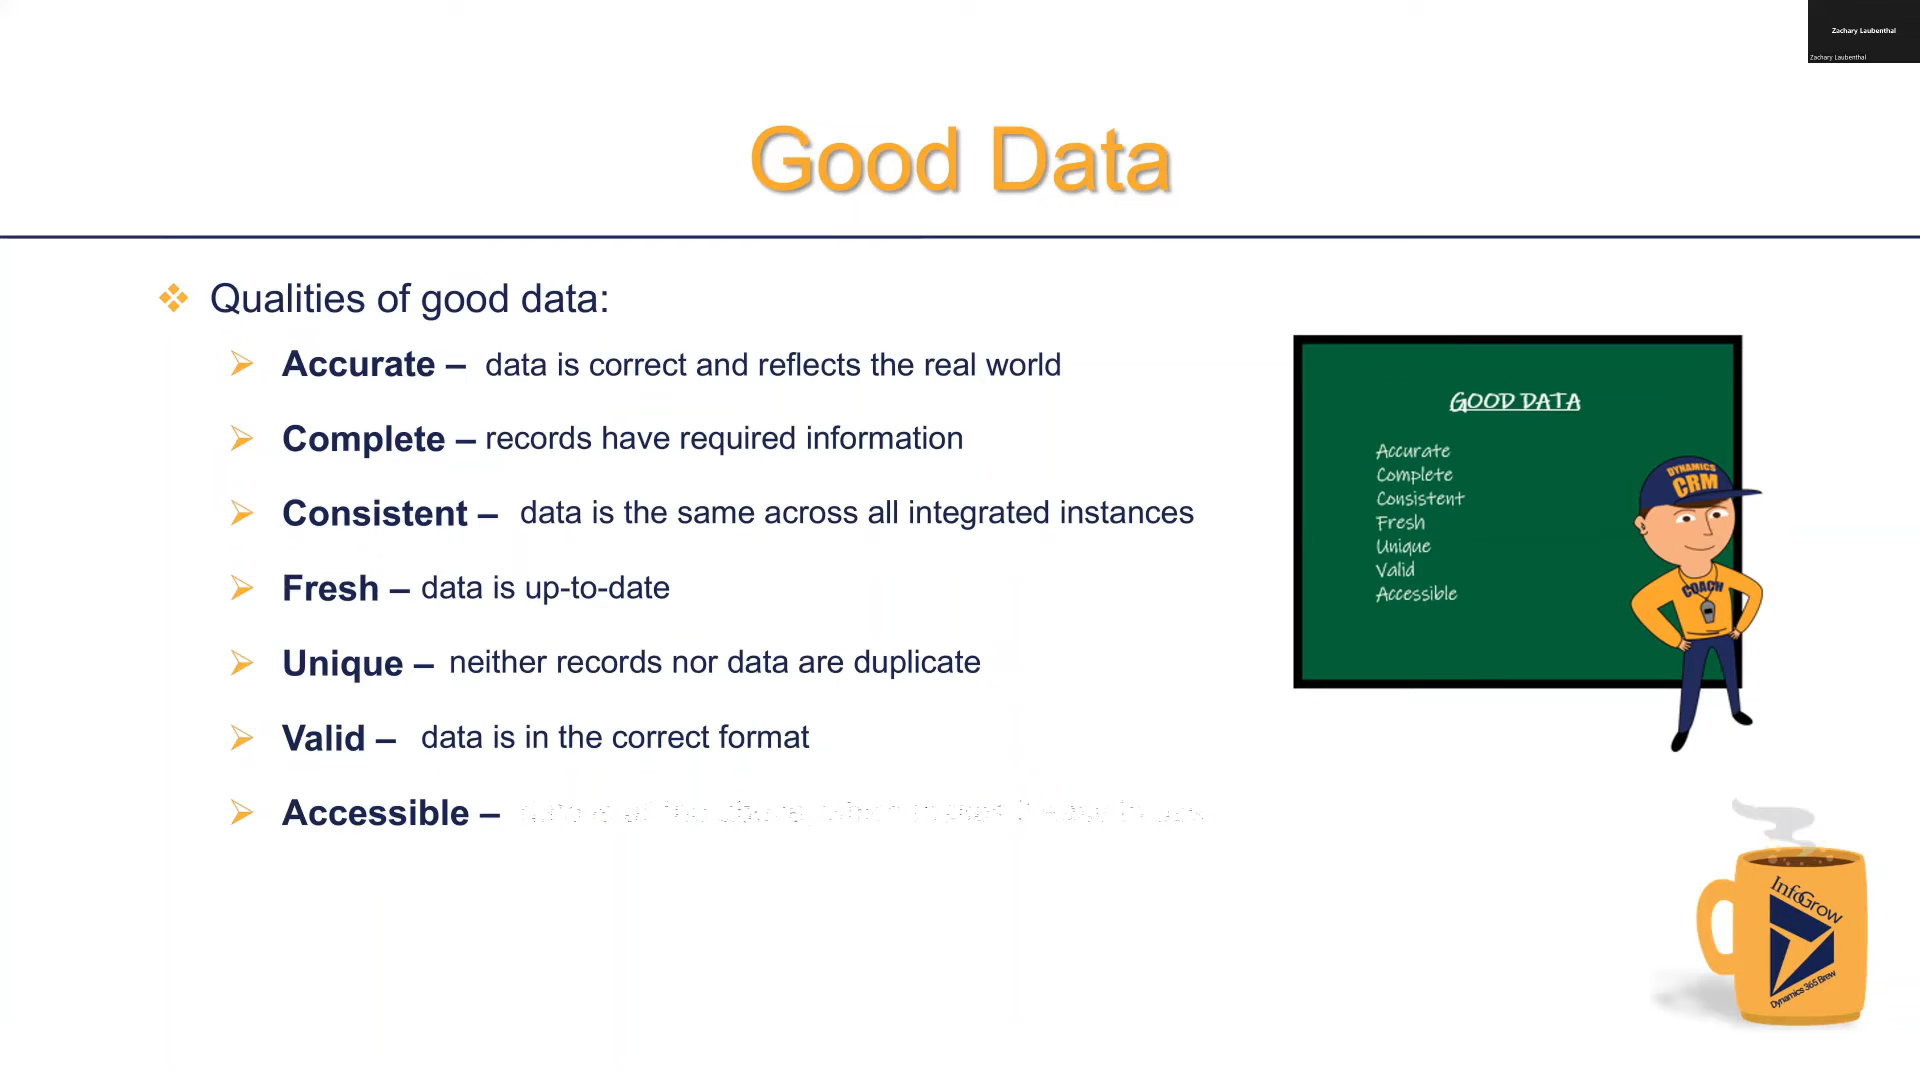 Zachary Laubenthal
Zachary Laubenthal
Good Data
Qualities of good data:
Accurate – data is correct and reflects the real world
Complete – records have required information
Consistent – data is the same across all integrated instances
Fresh – data is up-to-date
Unique – neither records nor data are duplicate
Valid – data is in the correct format
Accessible –
GOOD DATA
Accurate
Complete
Consistent
Fresh
Unique
Valid
Accessible
DYNAMICS
CRM
COACH
InfoGrow
Dynamics 365 Brew